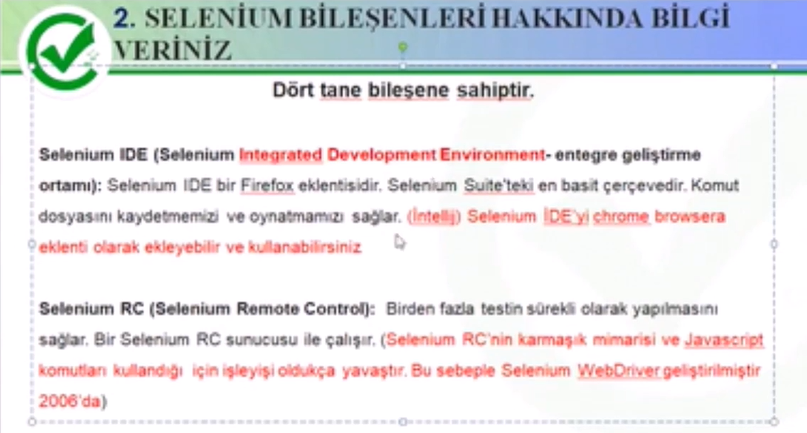 2. SELENİUM BİLEŞENLERİ HAKKINDA BİLGİ
VERİNİZ
Dört tane bileşene sahiptir.
Selenium IDE (Selenium Integrated Development Environment- entegre geliştirme
ortamı): Selenium IDE bir Firefox eklentisidir. Selenium Suite'teki en basit çerçevedir. Komut
dosyasını kaydetmemizi ve oynatmamızı sağlar. (İntellij) Selenium İDE'yi chrome browsera
eklenti olarak ekleyebilir ve kullanabilirsiniz
Selenium RC (Selenium Remote Control): Birden fazla testin sürekli olarak yapılmasını
sağlar. Bir Selenium RC sunucusu ile çalışır. (Selenium RC'nin karmaşık mimarisi ve Javascript
komutları kullandığı için işleyişi oldukça yavaştır. Bu sebeple Selenium WebDriver geliştirilmiştir
2006'da)